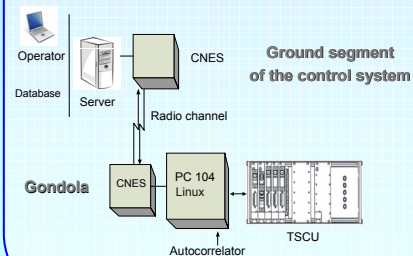 Operator
CNES
Ground segment
of the control system
Database
Server
Radio channel
Gondola
CNES
PC 104
Linux
TSCU
Autocorrelator